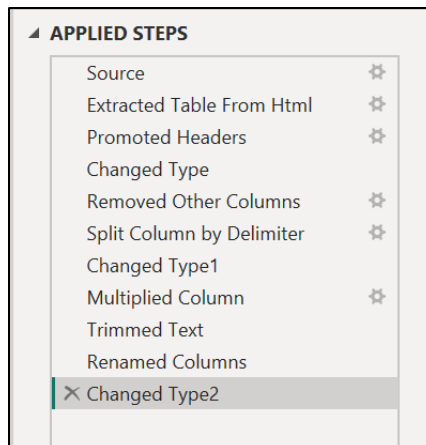 APPLIED STEPS
Source
Extracted Table From Html
Promoted Headers
Changed Type
Removed Other Columns
Split Column by Delimiter
Changed Type1
Multiplied Column
Trimmed Text
Renamed Columns
Changed Type2